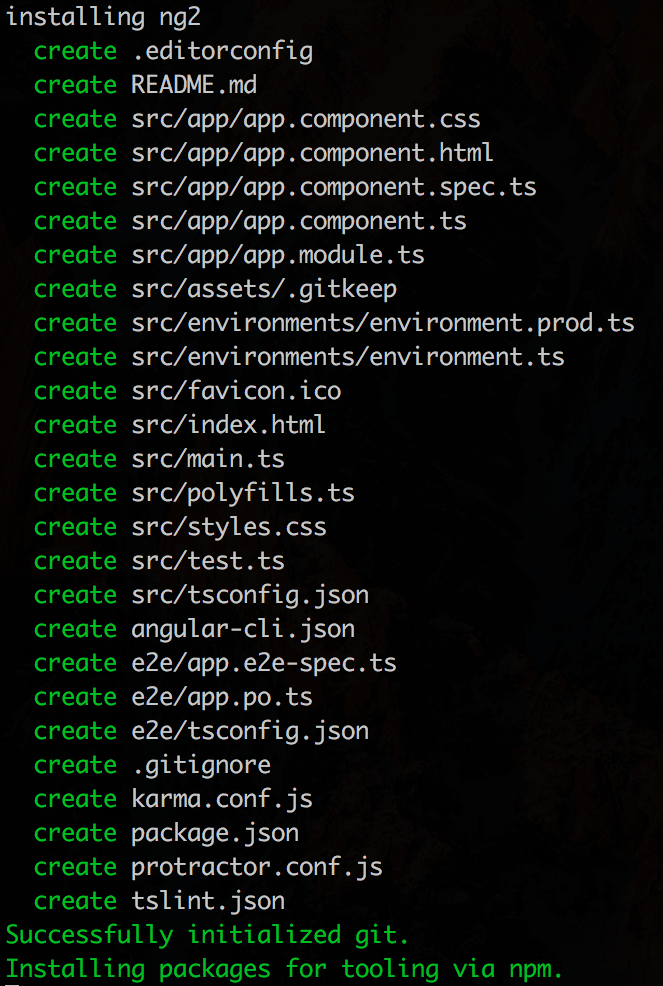 installing ng2
create .editorconfig
create README.md
create src/app/app.component.css
create src/app/app.component.html
create src/app/app.component.spec.ts
create src/app/app.component.ts
create src/app/app.module.ts
create src/assets/.gitkeep
create src/environments/environment.prod.ts
create src/environments/environment.ts
create src/favicon.ico
create src/index.html
create src/main.ts
create src/polyfills.ts
create src/styles.css
create src/test.ts
create src/tsconfig.json
create angular-cli.json
create e2e/app.e2e-spec.ts
create e2e/app.po.ts
create e2e/tsconfig.json
create .gitignore
create karma.conf.js
create package.json
create protractor.conf.js
create tslint.json
Successfully initialized git.
Installing packages for tooling via npm.